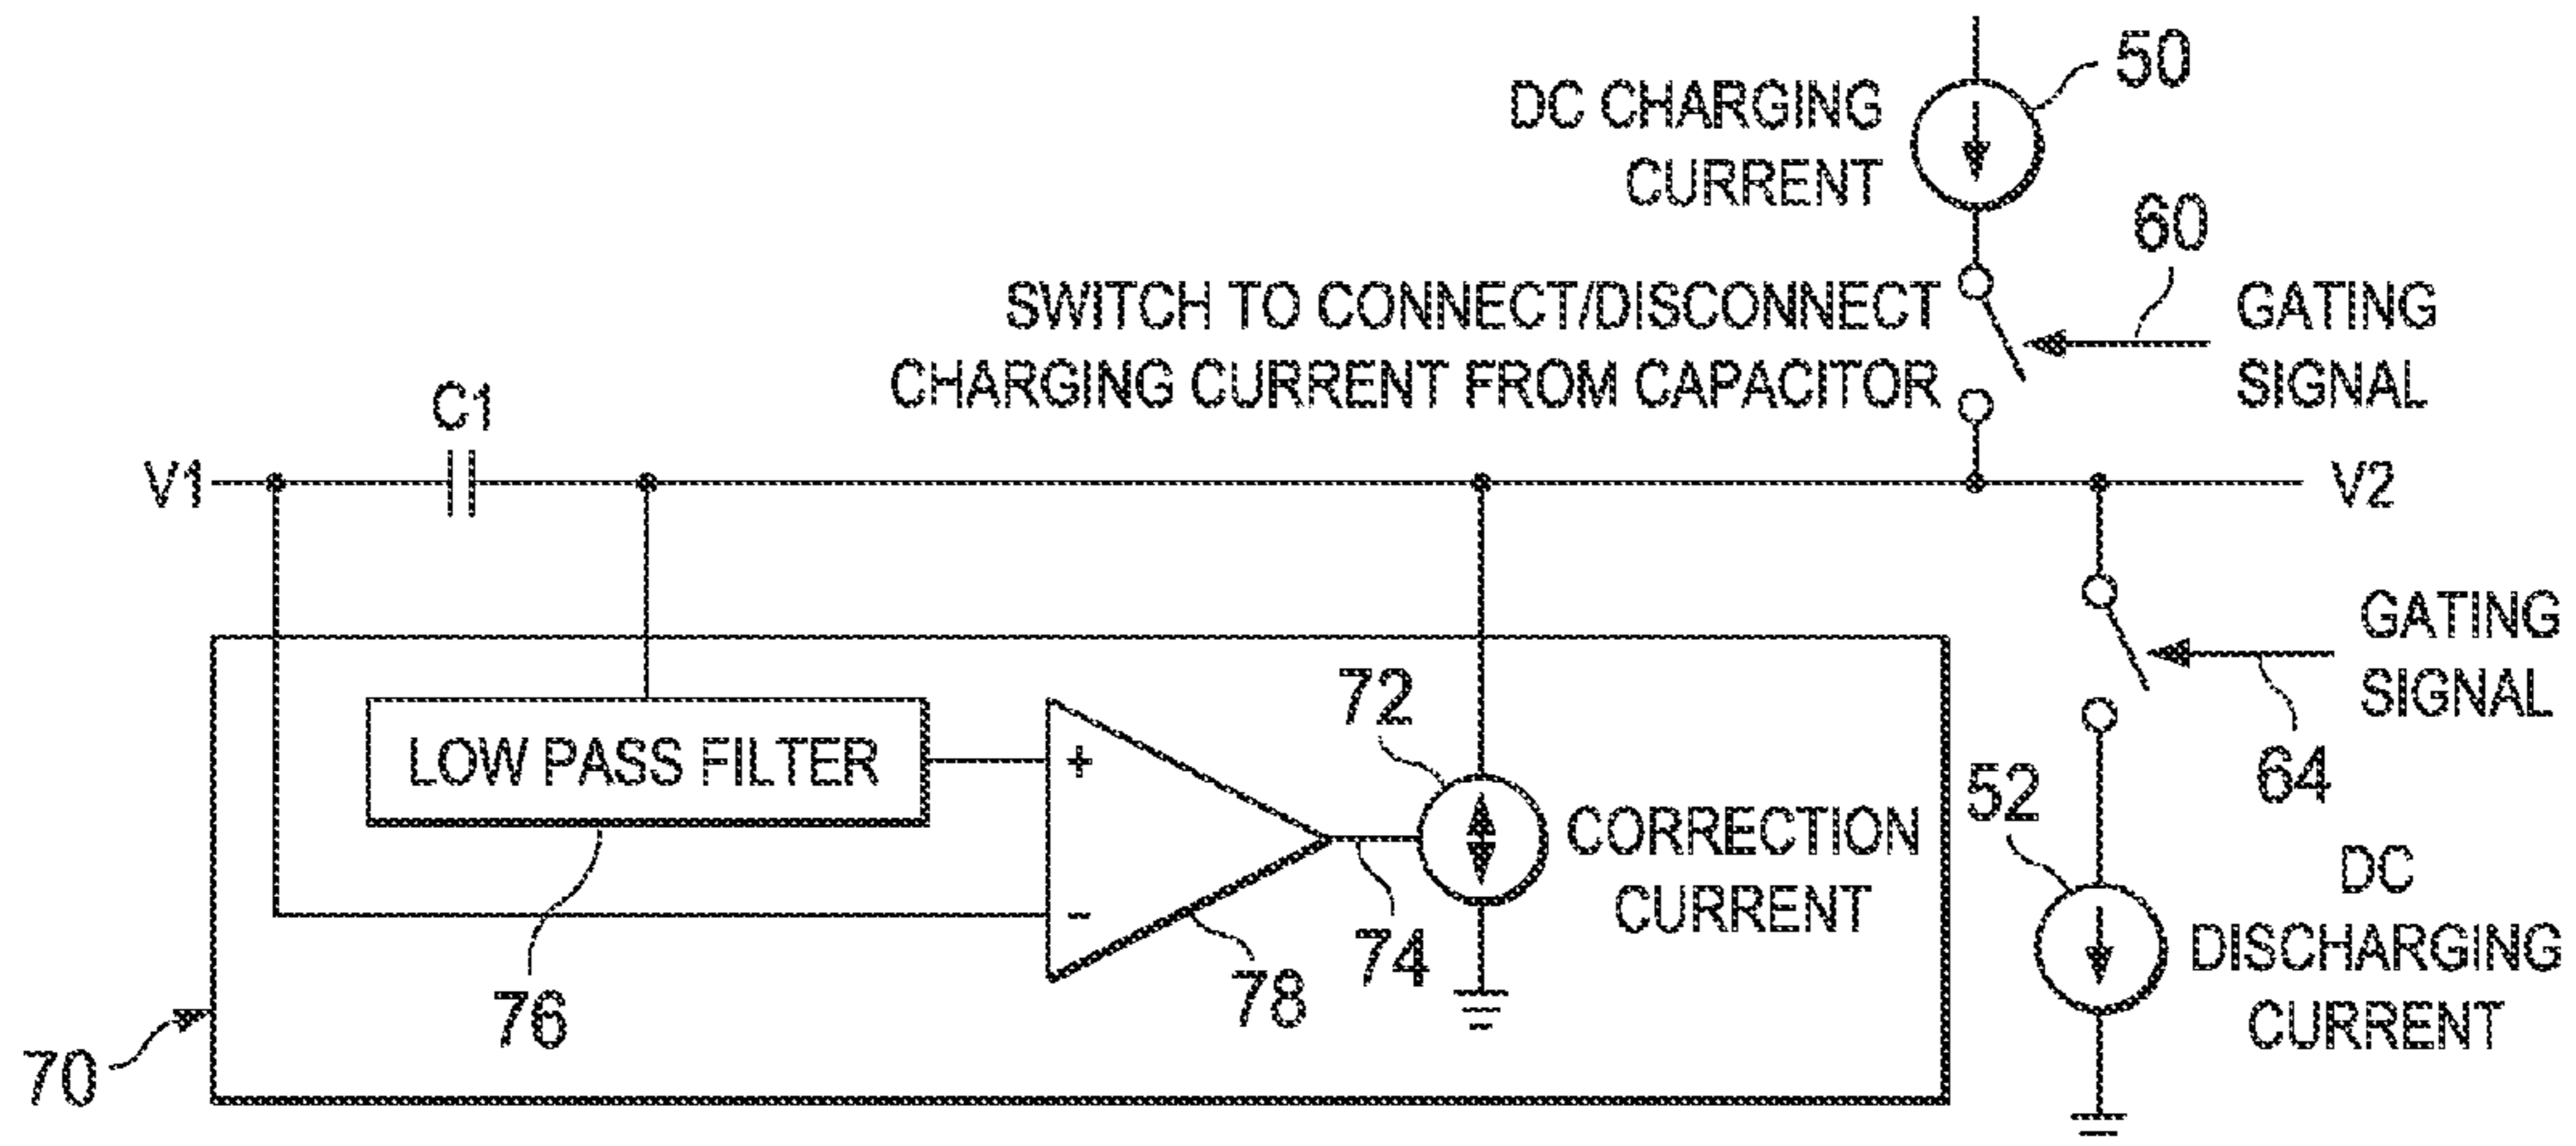 50
DC CHARGING
CURRENT
60
SWITCH TO CONNECT/DISCONNECT
CHARGING CURRENT FROM CAPACITOR
GATING
SIGNAL
C1
V1
V2
GATING
SIGNAL
64
72
LOW PASS FILTER
+
-
52
CORRECTION
CURRENT
DC
DISCHARGING
CURRENT
74
78
76
70